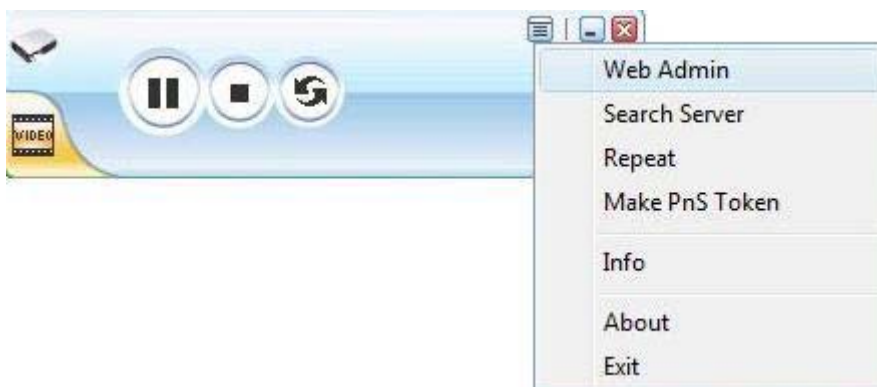 VIDEO
Web Admin
Search Server
Repeat
Make PnS Token
Info
About
Exit